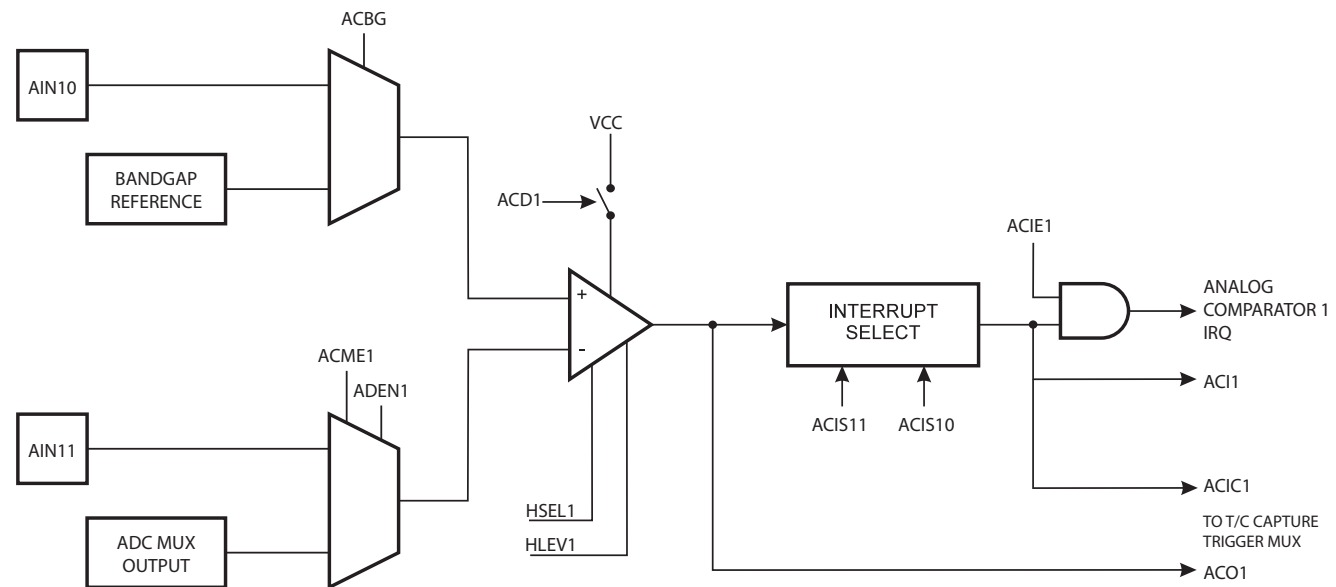 ACBG
AIN10
BANDGAP
REFERENCE
VCC
ACD1
+
-
ACME1
ADEN1
AIN11
ADC MUX
OUTPUT
HSEL1
HLEV1
INTERRUPT
SELECT
ACIS11
ACIS10
ACIE1
ANALOG
COMPARATOR 1
IRQ
ACI1
ACIC1
TO T/C CAPTURE
TRIGGER MUX
ACO1